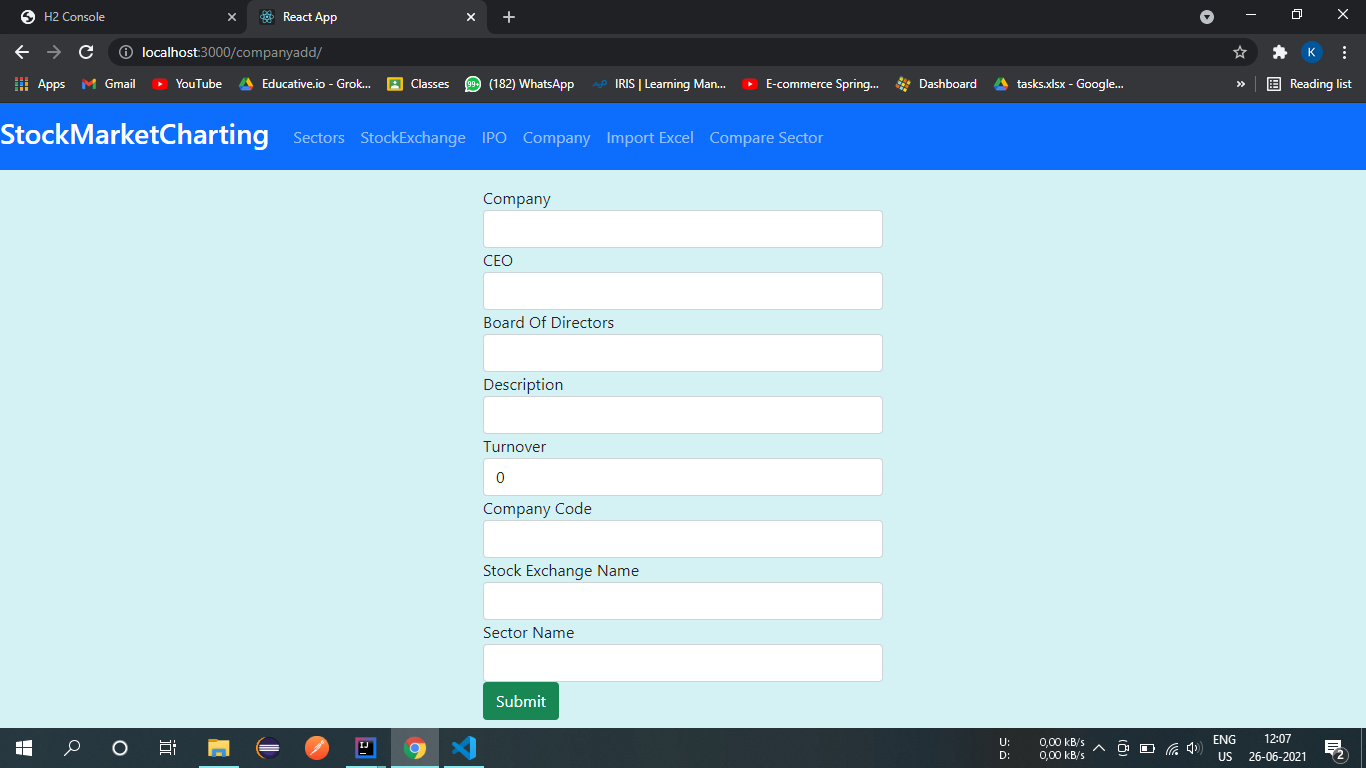 H2 Console
React App
localhost:3000/companyadd/
K
Apps
Gmail
YouTube
Educative.io - Grok...
Classes
99+
(182) WhatsApp
IRIS | Learning Man...
E-commerce Spring...
Dashboard
tasks.xlsx - Google...
»
Reading list
StockMarketCharting
Sectors
StockExchange
IPO
Company
Import Excel
Compare Sector
Company
CEO
Board Of Directors
Description
Turnover
0
Company Code
Stock Exchange Name
Sector Name
Submit
IJ
U: 0,00 kB/s
D: 0,00 kB/s
ENG
US
12:07
26-06-2021
2